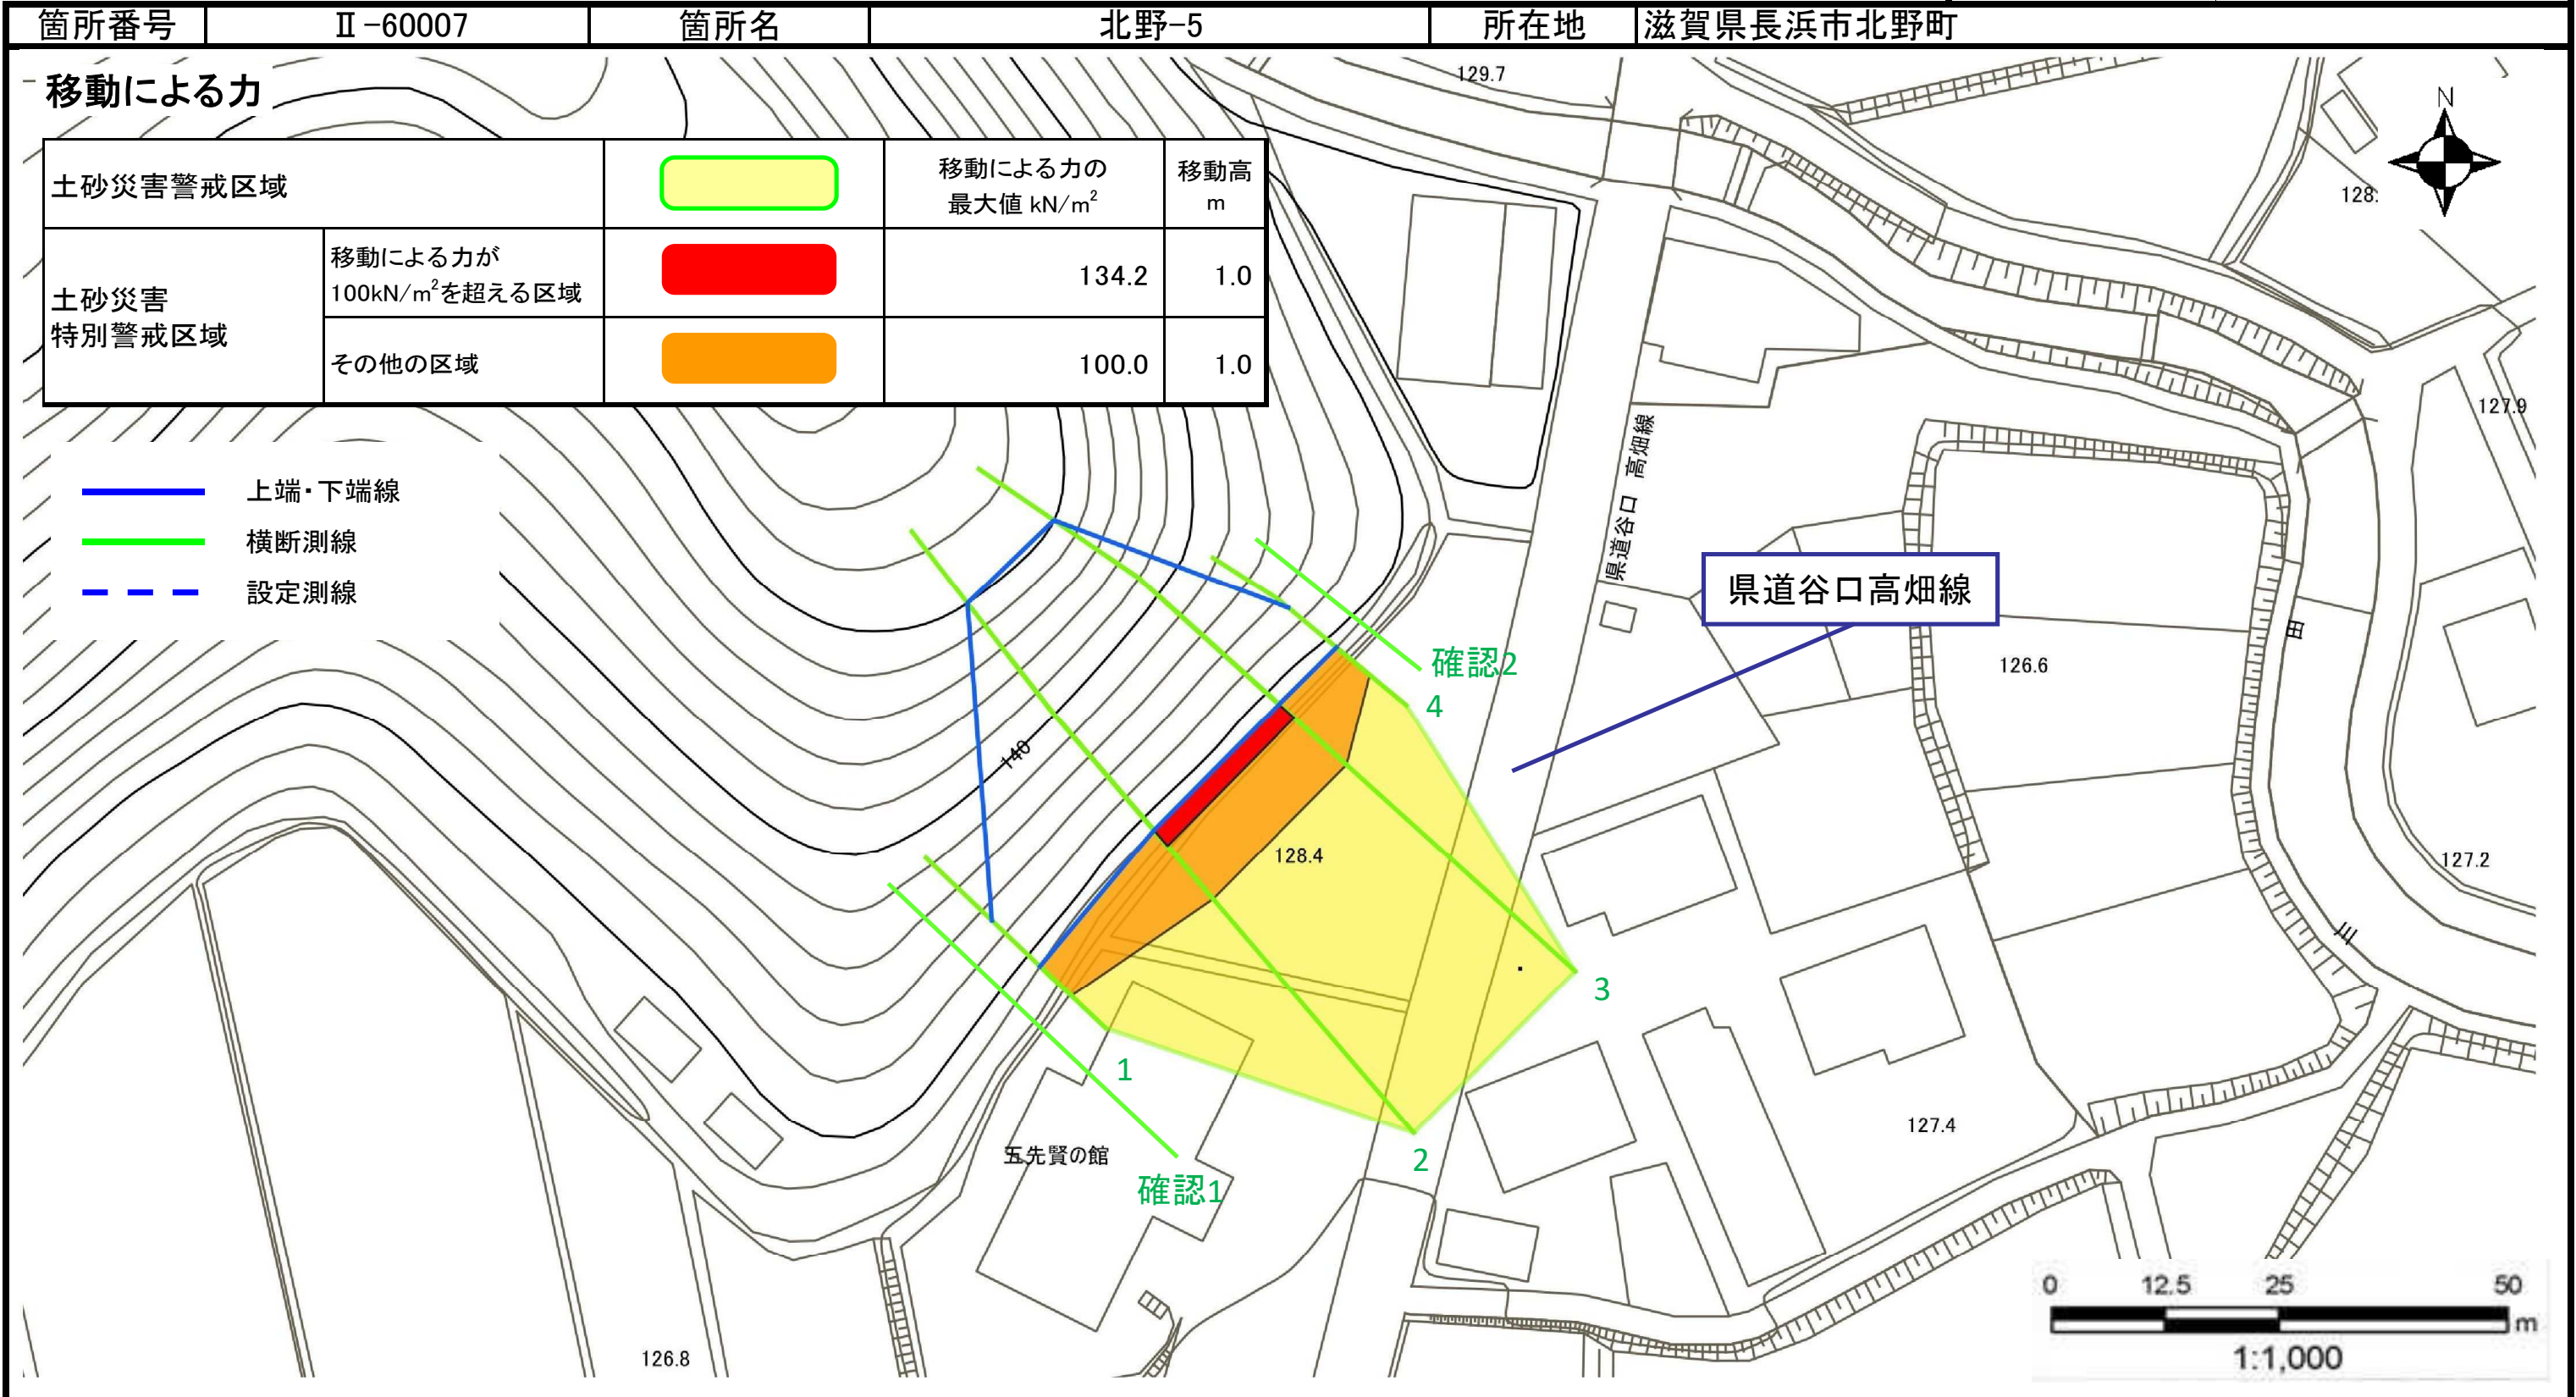 箇所番号 Ⅱ-60007 箇所名 北野-5 所在地 滋賀県長浜市北野町
移動による力
土砂災害警戒区域
移動による力の
最大値 kN/m²
移動高
m
土砂災害
特別警戒区域
移動による力が
100kN/m²を超える区域
134.2 1.0
その他の区域
100.0 1.0
上端・下端線
横断測線
設定測線
N
129.7
128.
127.9
県道谷口 高畑線
県道谷口高畑線
126.6
田
川
確認2
4
140
128.4
127.2
3
1
2
127.4
五先賢の館
確認1
126.8
0 12.5 25 50
m
1:1,000